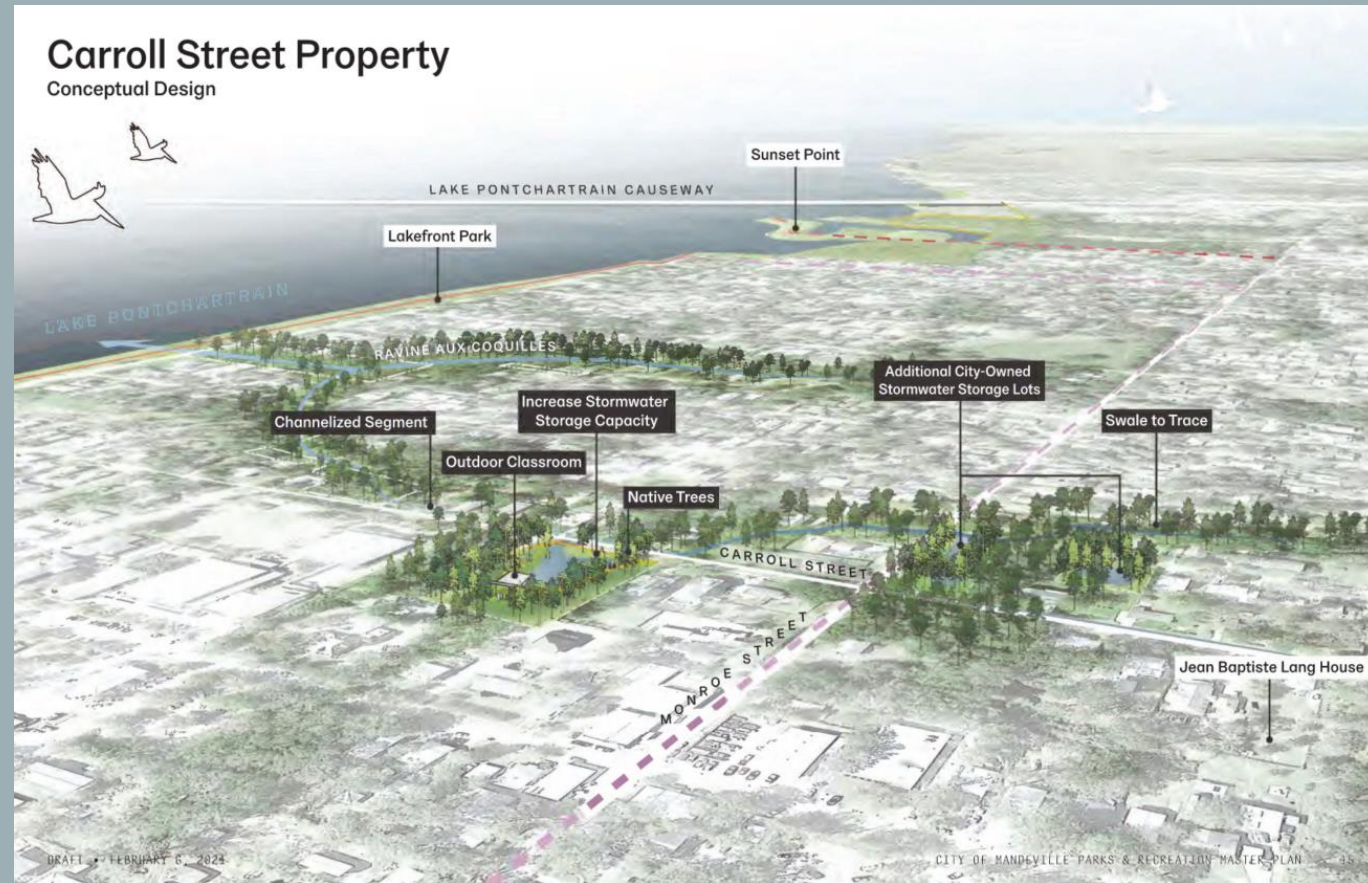 Carroll Street Property
Conceptual Design
Sunset Point
LAKE PONTCHARTRAIN CAUSEWAY
Lakefront Park
LAKE PONTCHARTRAIN
RAVINE AUX COQUILLES
Additional City-Owned
Stormwater Storage Lots
Channelized Segment
Increase Stormwater
Storage Capacity
Swale to Trace
Outdoor Classroom
Native Trees
CARROLL STREET
MONROE STREET
Jean Baptiste Lang House
DRAFT • FEBRUARY 6, 2024
CITY OF MANDEVILLE PARKS & RECREATION MASTER PLAN